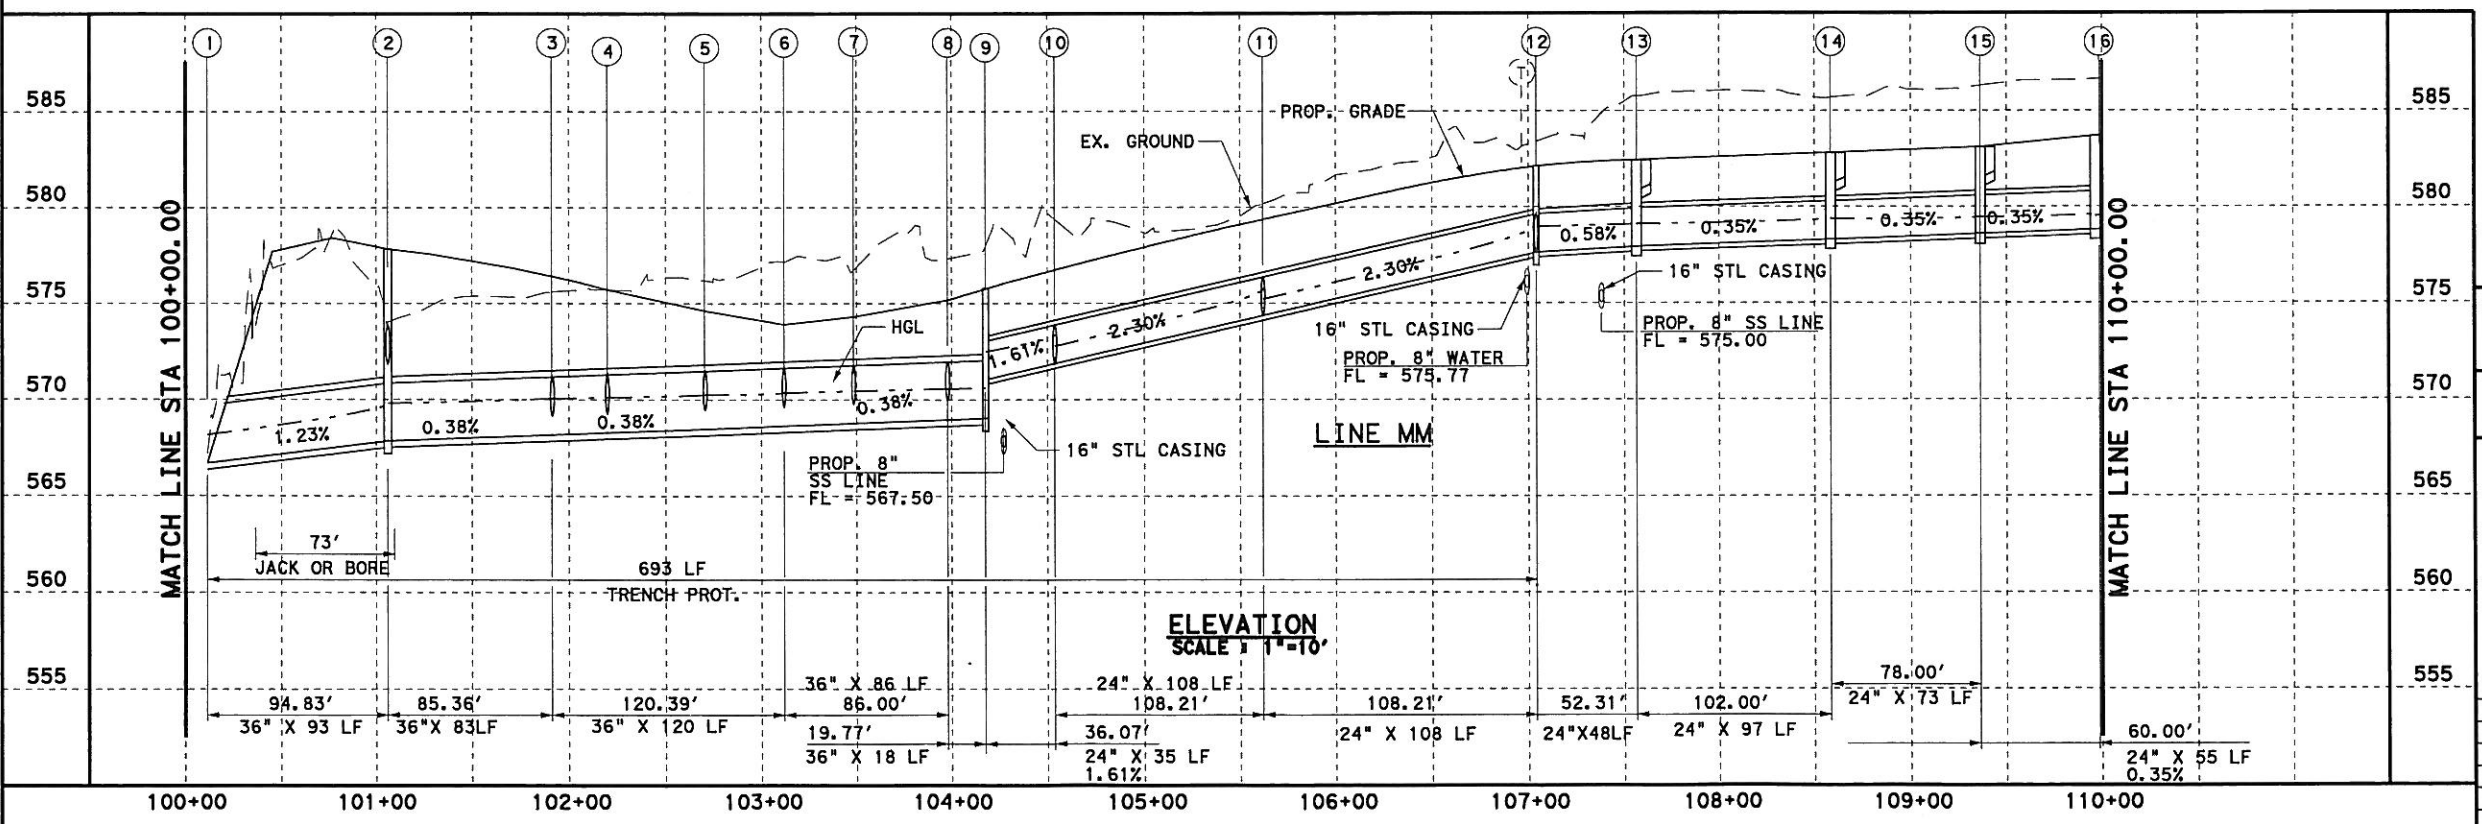 1 2 3 4 5 6 7 8 9 10 11 12 13 14 15 16
T
585 585
PROP. GRADE
EX. GROUND
580 580
MATCH LINE STA 100+00.00
MATCH LINE STA 110+00.00
0.58% 0.35% 0.35% 0.35%
575 575
2.30%
16" STL CASING
HGL
2.30%
16" STL CASING
PROP. 8" SS LINE
FL = 575.00
1.61%
PROP. 8" WATER
FL = 575.77
570 570
0.38%
1.23% 0.38% 0.38%
LINE MM
16" STL CASING
PROP. 8"
SS LINE
FL = 567.50
565 565
73'
JACK OR BORE
693 LF
TRENCH PROT.
560 560
ELEVATION
SCALE : 1"=10'
555 555
36" X 86 LF 24" X 108 LF 78.00'
24" X 73 LF
94.83' 85.36' 120.39' 86.00' 108.21' 108.21' 52.31' 102.00'
36" X 93 LF 36"X 83LF 36" X 120 LF 24" X 108 LF 24"X48LF 24" X 97 LF
19.77' 36.07' 60.00'
36" X 18 LF 24" X 35 LF 24" X 55 LF
1.61% 0.35%
100+00 101+00 102+00 103+00 104+00 105+00 106+00 107+00 108+00 109+00 110+00